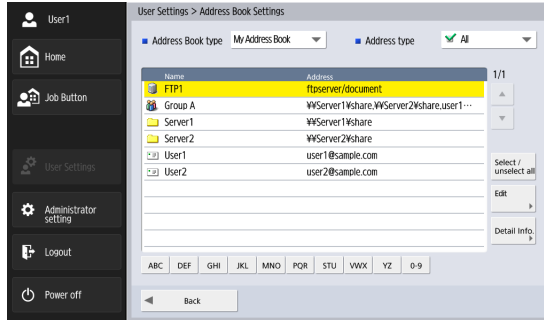 User1
Home
Job Button
User Settings
Administrator
setting
Logout
Power off
User Settings > Address Book Settings
Address Book type My Address Book Address type All
Name Address
FTP1 ftpserver/document
Group A ¥¥Server1¥share,¥¥Server2¥share,user1···
Server1 ¥¥Server1¥share
Server2 ¥¥Server2¥share
User1 user1@sample.com
User2 user2@sample.com
1/1
Select /
unselect all
Edit
Detail Info.
ABC DEF GHI JKL MNO PQR STU VWX YZ 0-9
Back